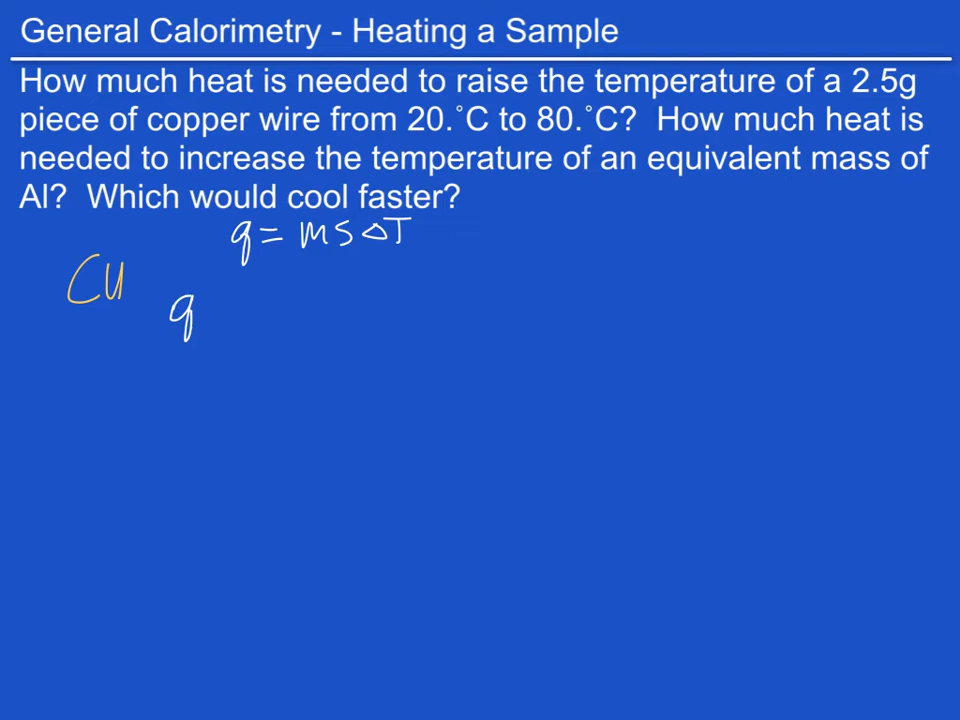 General Calorimetry - Heating a Sample
How much heat is needed to raise the temperature of a 2.5g
piece of copper wire from 20.˚C to 80.˚C?  How much heat is
needed to increase the temperature of an equivalent mass of
Al?  Which would cool faster?
q = m s ΔT
Cu
q